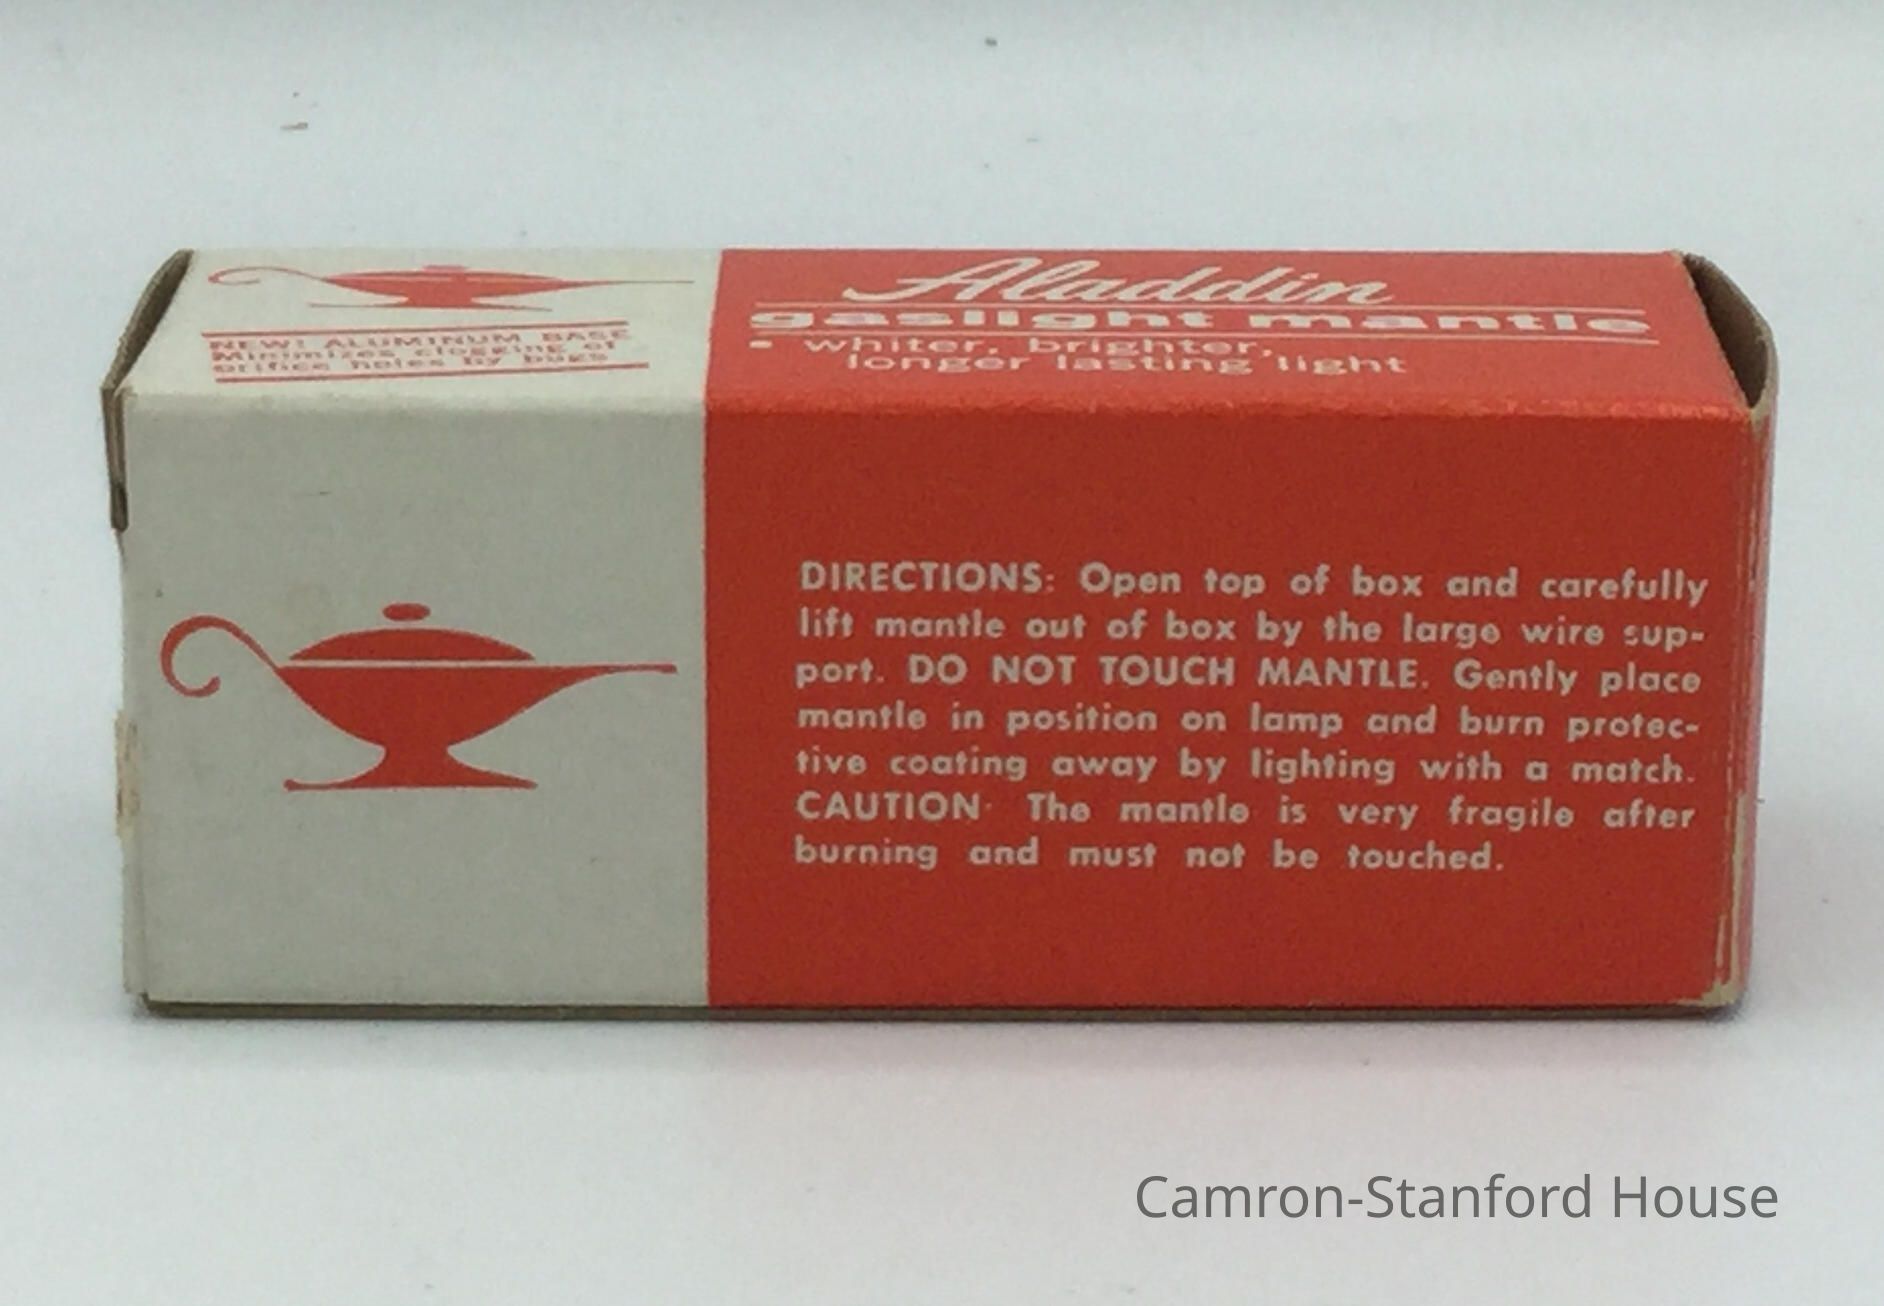 NEW! ALUMINUM BASE
Minimizes clogging of
orifice holes by bugs
Aladdin
gaslight mantle
• whiter, brighter,
longer lasting light
DIRECTIONS: Open top of box and carefully
lift mantle out of box by the large wire sup-
port. DO NOT TOUCH MANTLE. Gently place
mantle in position on lamp and burn protec-
tive coating away by lighting with a match.
CAUTION· The mantle is very fragile after
burning and must not be touched.
Camron-Stanford House